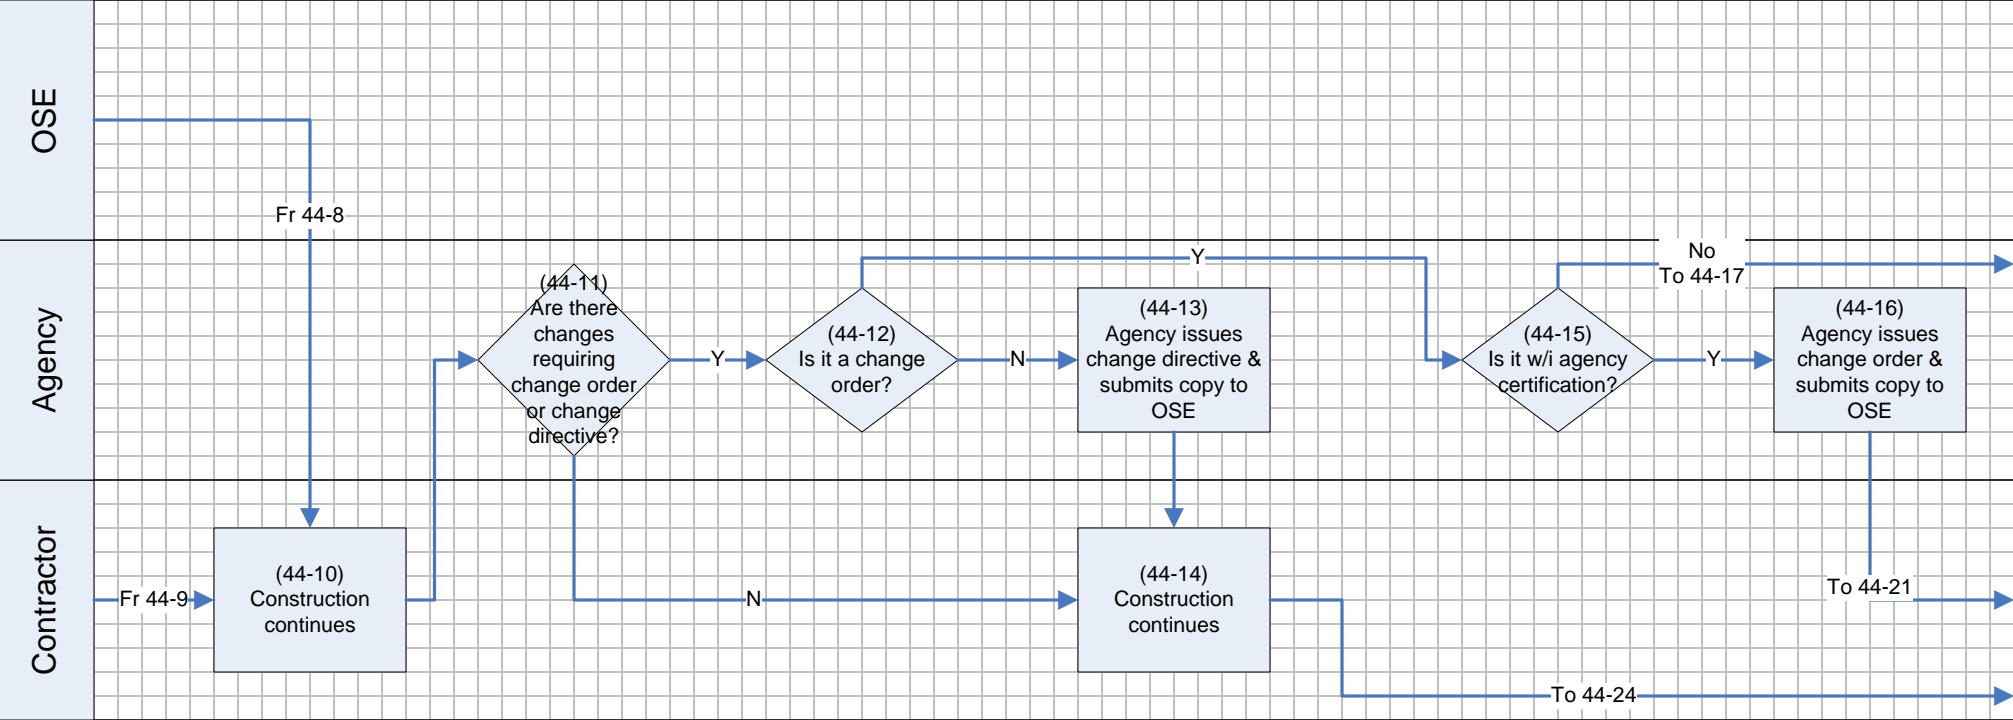 OSE
Fr 44-8
Agency
(44-11)
Are there
changes
requiring
change order
or change
directive?
Y
(44-12)
Is it a change
order?
Y
N
(44-13)
Agency issues
change directive &
submits copy to
OSE
(44-15)
Is it w/i agency
certification?
No
To 44-17
Y
(44-16)
Agency issues
change order &
submits copy to
OSE
Contractor
Fr 44-9
(44-10)
Construction
continues
N
(44-14)
Construction
continues
To 44-21
To 44-24